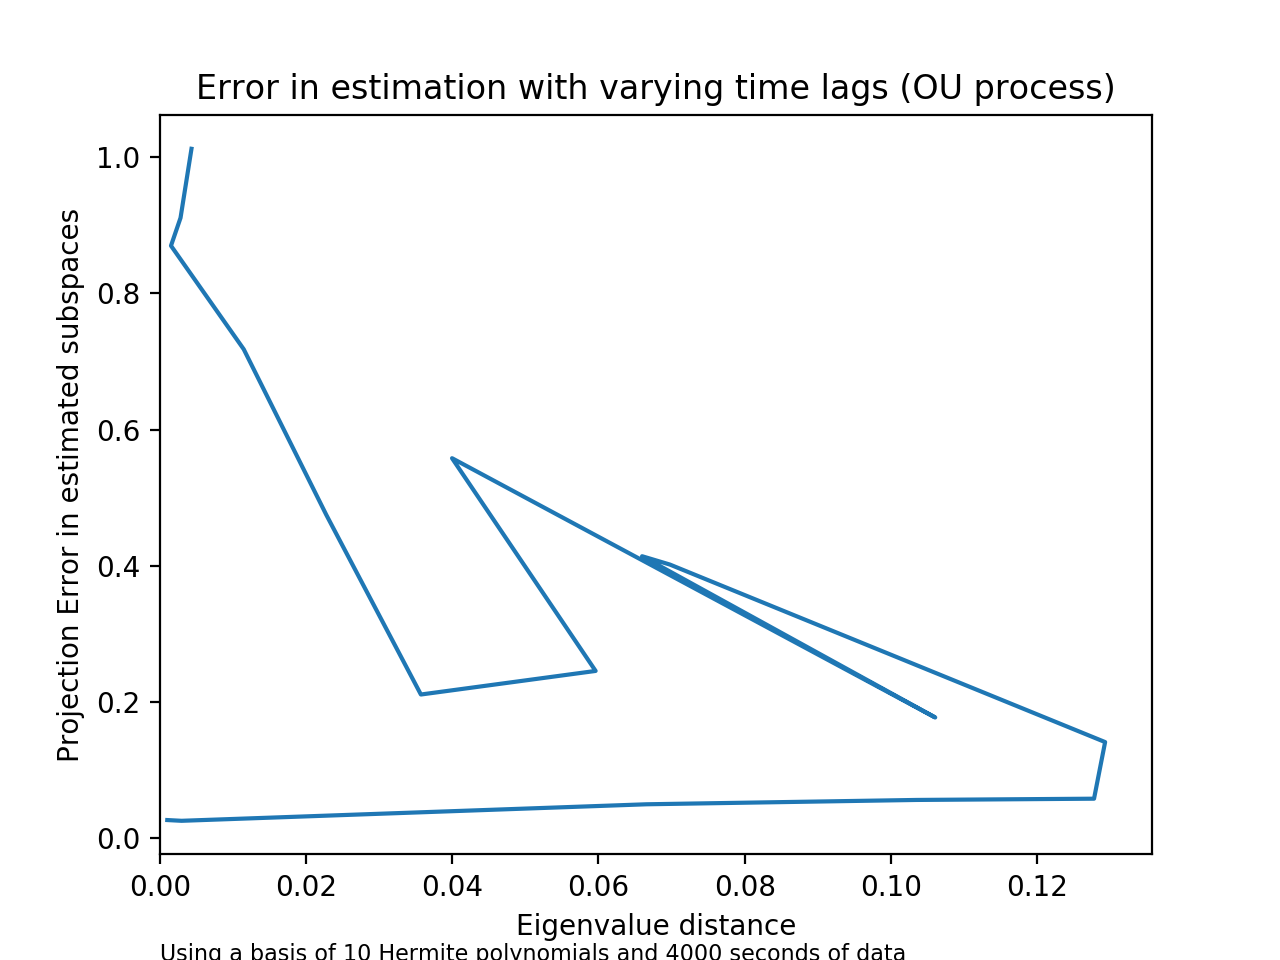 Error in estimation with varying time lags (OU process)
Projection Error in estimated subspaces
1.0
0.8
0.6
0.4
0.2
0.0
0.00 0.02 0.04 0.06 0.08 0.10 0.12
Eigenvalue distance
Using a basis of 10 Hermite polynomials and 4000 seconds of data